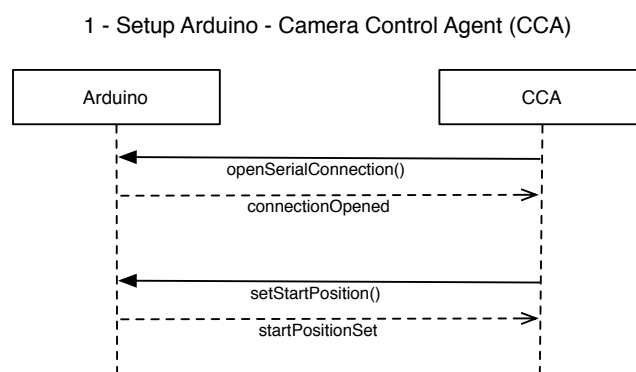 1 - Setup Arduino - Camera Control Agent (CCA)
Arduino
CCA
openSerialConnection()
connectionOpened
setStartPosition()
startPositionSet